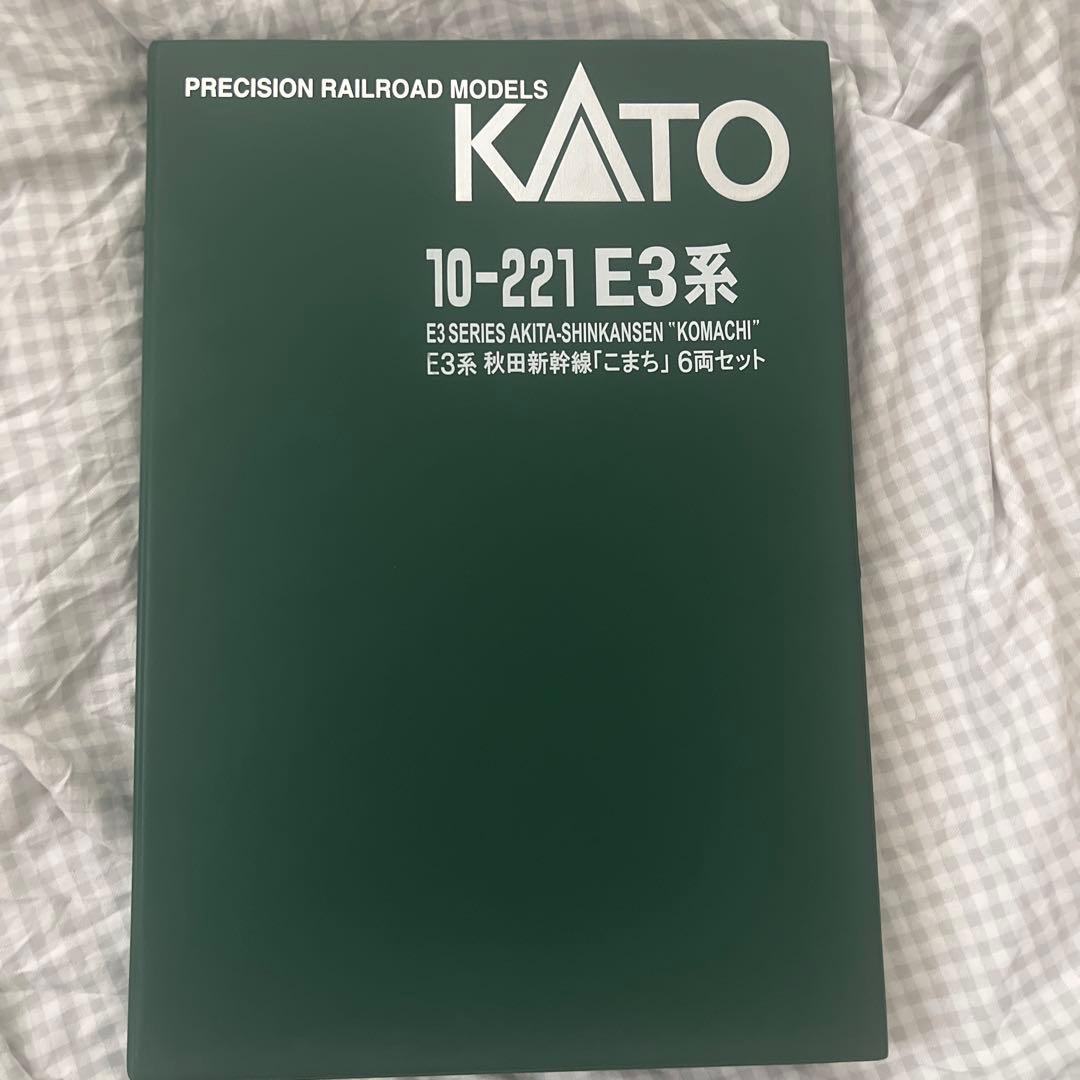 PRECISION RAILROAD MODELS
KATO
10-221 E3系
E3 SERIES AKITA-SHINKANSEN "KOMACHI"
E3系 秋田新幹線「こまち」 6両セット